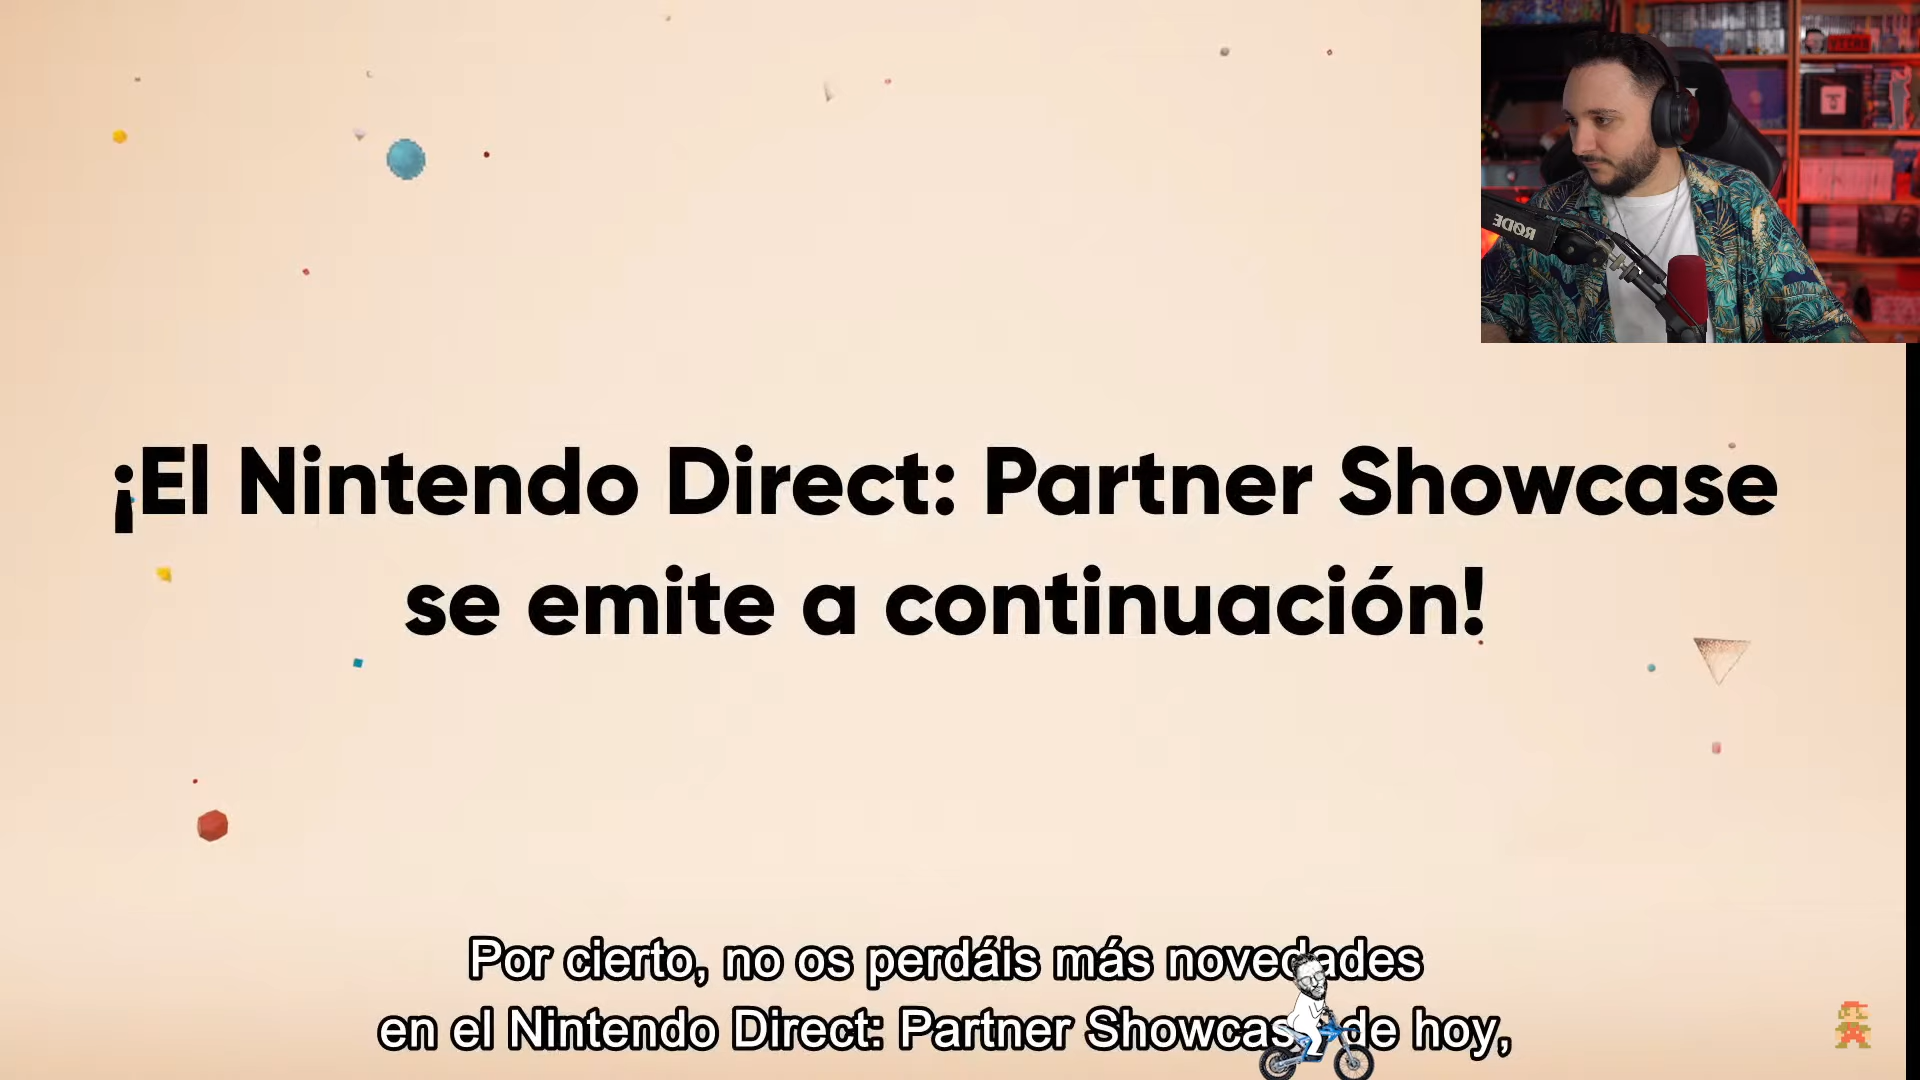 RØDE
¡El Nintendo Direct: Partner Showcase
se emite a continuación!
Por cierto, no os perdáis más novedades
en el Nintendo Direct: Partner Showcase de hoy,